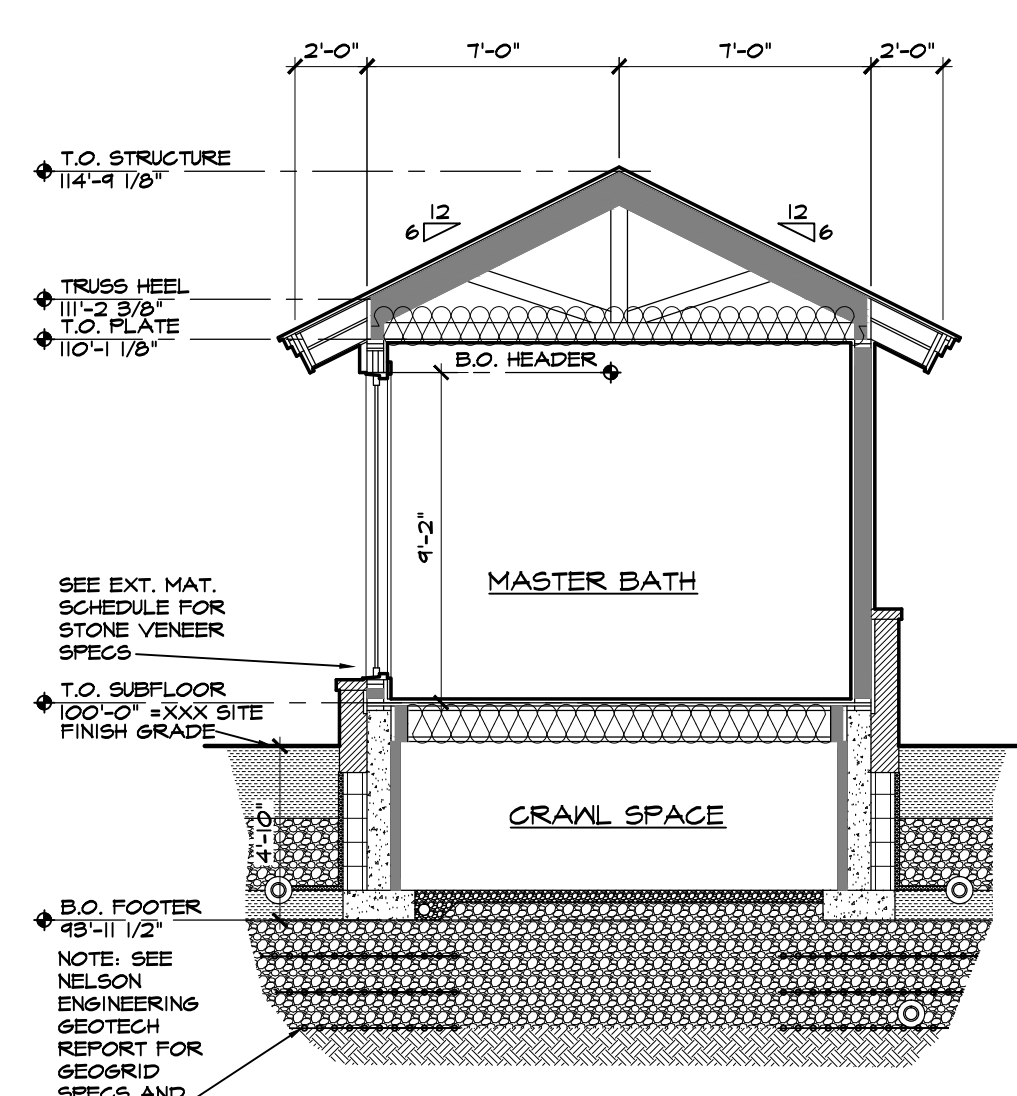 2'-0" 7'-0" 7'-0" 2'-0"
T.O. STRUCTURE
114'-9 1/8"
12
6
12
6
TRUSS HEEL
111'-2 3/8"
T.O. PLATE
110'-1 1/8"
B.O. HEADER
9'-2"
MASTER BATH
SEE EXT. MAT.
SCHEDULE FOR
STONE VENEER
SPECS
T.O. SUBFLOOR
100'-0" =XXX SITE
FINISH GRADE
CRAWL SPACE
4'-10"
B.O. FOOTER
93'-11 1/2"
NOTE: SEE
NELSON
ENGINEERING
GEOTECH
REPORT FOR
GEOGRID
SPECS AND